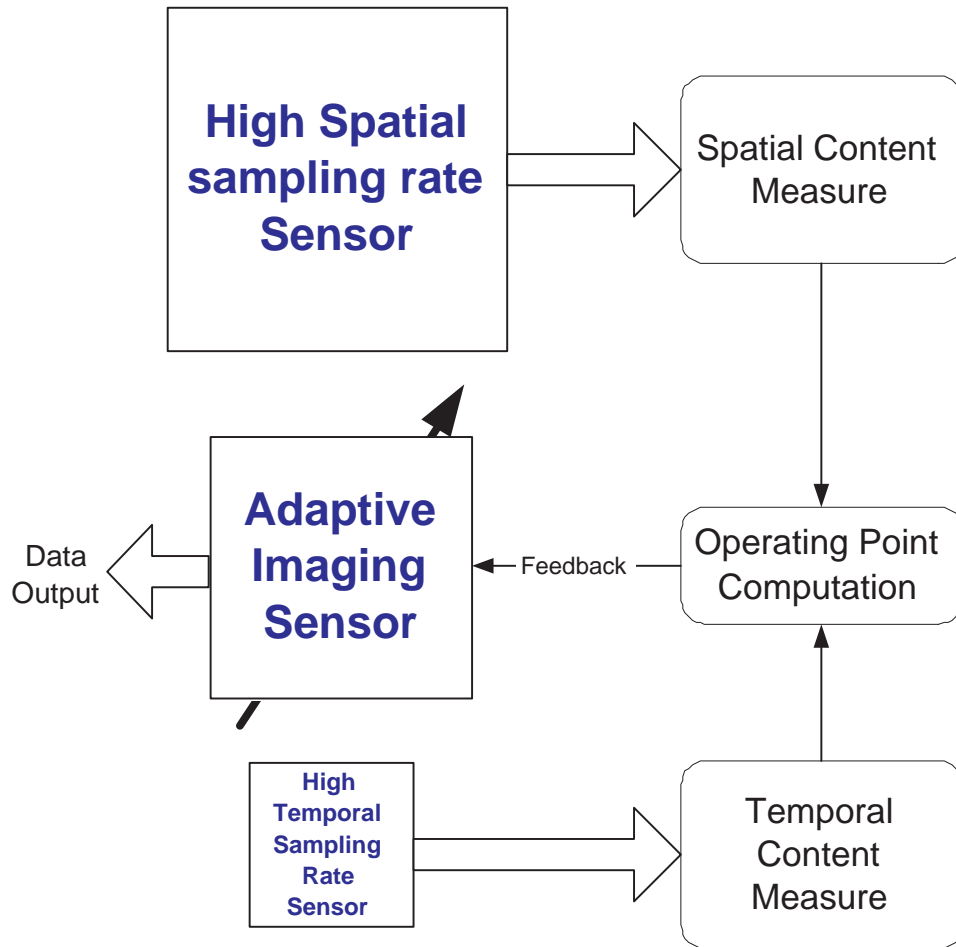 High Spatial
sampling rate
Sensor
Spatial Content
Measure
Adaptive
Imaging
Sensor
Data
Output
Feedback
Operating Point
Computation
High
Temporal
Sampling
Rate
Sensor
Temporal
Content
Measure